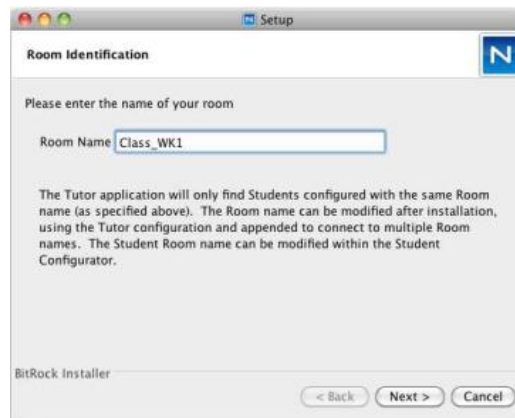 Setup
Room Identification
N
Please enter the name of your room
Room Name Class_WK1
The Tutor application will only find Students configured with the same Room
name (as specified above). The Room name can be modified after installation,
using the Tutor configuration and appended to connect to multiple Room
names. The Student Room name can be modified within the Student
Configurator.
BitRock Installer
< Back Next > Cancel